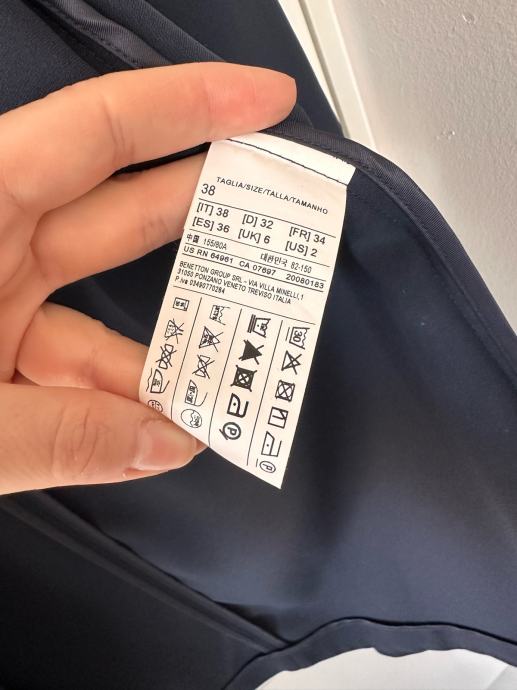 TAGLIA/SIZE/TALLA/TAMANHO
38
[IT] 38 [D] 32 [FR] 34
[ES] 36 [UK] 6 [US] 2
中国 155/80A 대한민국 82-150
US RN 64961 CA 07697 20080183
BENETTON GROUP SRL - VIA VILLA MINELLI,1
31050 PONZANO VENETO TREVISO ITALIA
P.iva 03490770264
30
P
P